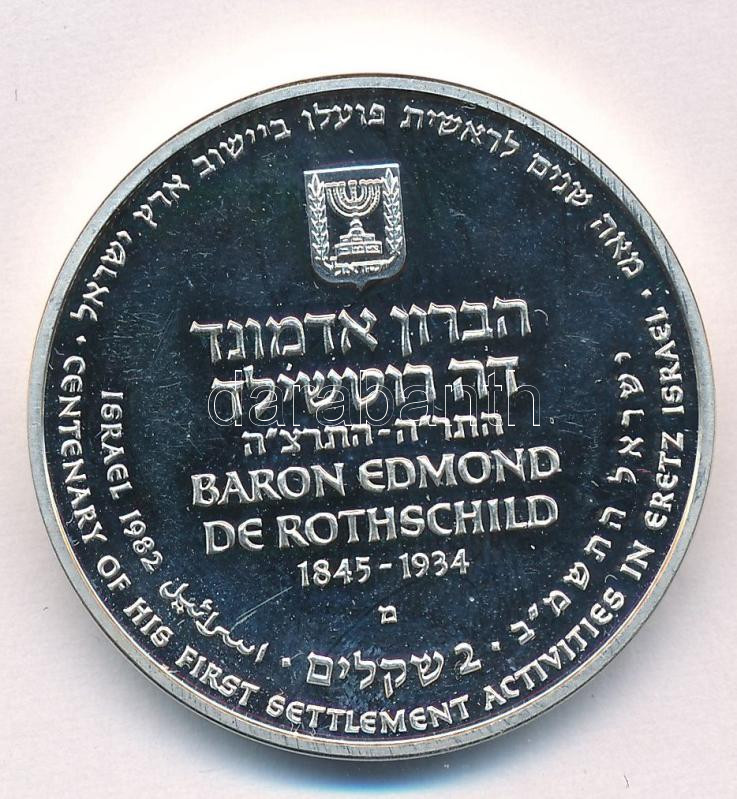 מאה שנים לראשית פועלו ביישוב ארץ ישראל •
ישראל
הברון אדמונד
דה רוטשילד
התר"ה-התרצ"ה
BARON EDMOND
DE ROTHSCHILD
1845-1934
מ
ישראל התשמ"ב • 2 שקלים • اسرائيل
ISRAEL 1982
CENTENARY OF HIS FIRST SETTLEMENT ACTIVITIES IN ERETZ ISRAEL •
darabanth